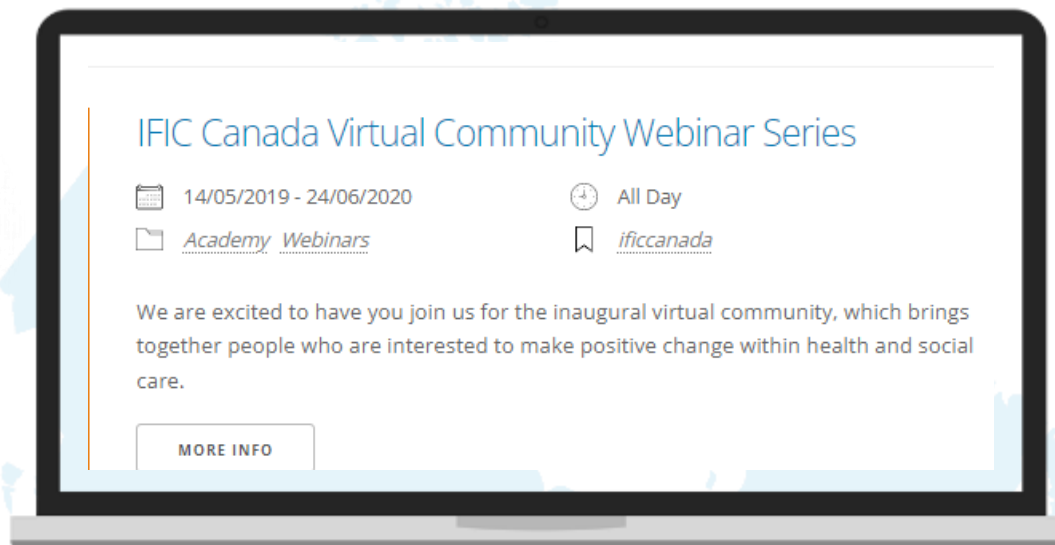 IFIC Canada Virtual Community Webinar Series
14/05/2019 - 24/06/2020 All Day
Academy Webinars ificcanada
We are excited to have you join us for the inaugural virtual community, which brings
together people who are interested to make positive change within health and social
care.
MORE INFO